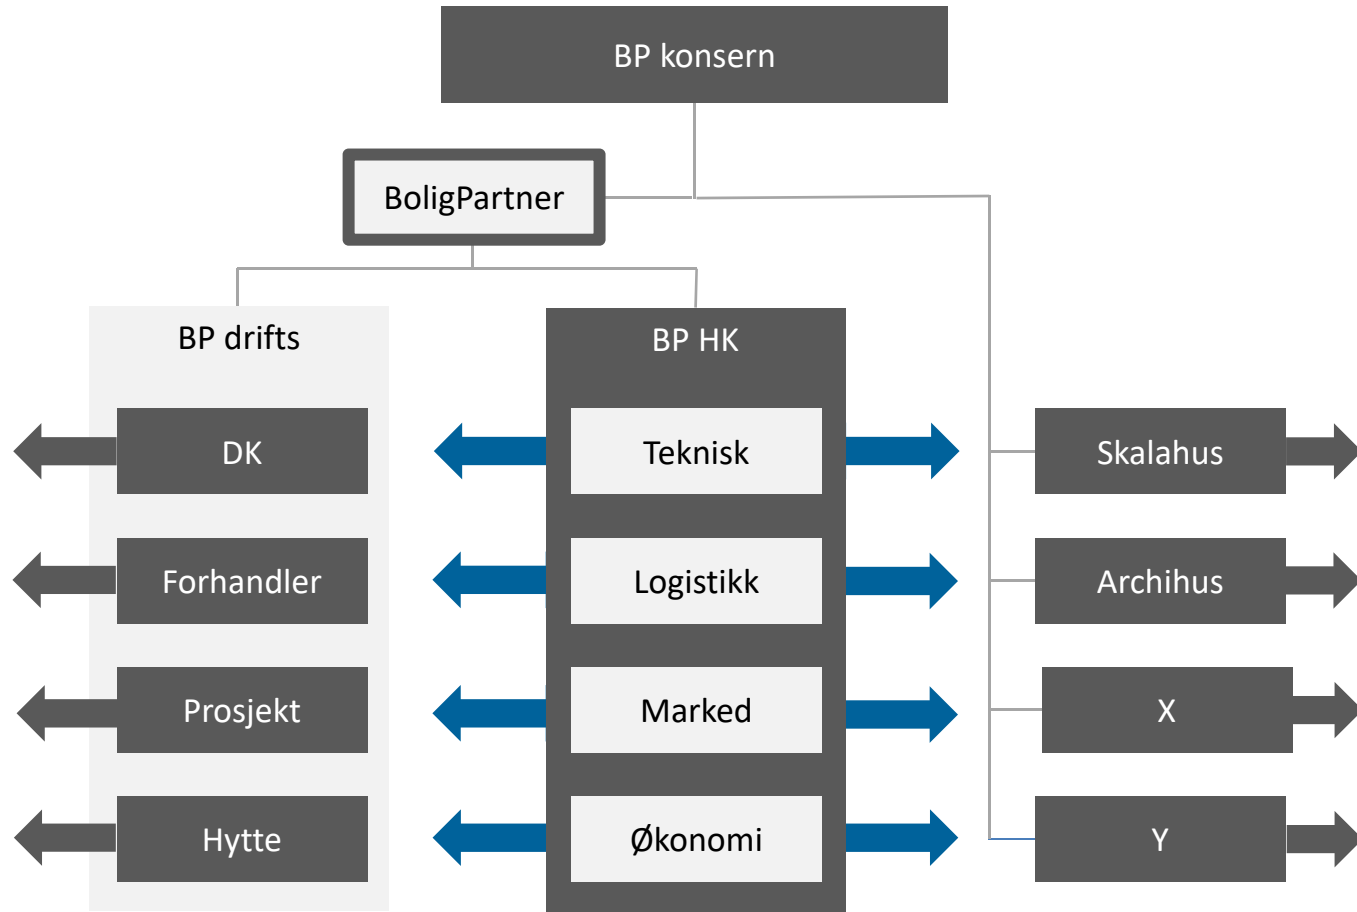 BP konsern
BoligPartner
BP drifts
DK
Forhandler
Prosjekt
Hytte
BP HK
Teknisk
Logistikk
Marked
Økonomi
Skalahus
Archihus
X
Y